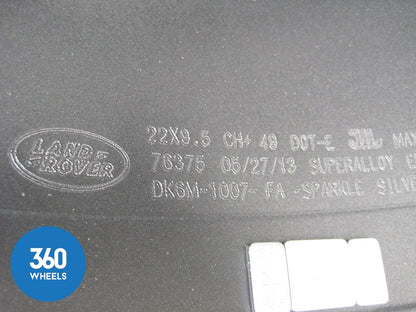 LAND
ROVER
22X9.5 CH+ 49 DOT-E JWL MAX
76375 05/27/13 SUPERALLOY
DK6M-1007- FA -SPARKLE SILVE
360
WHEELS